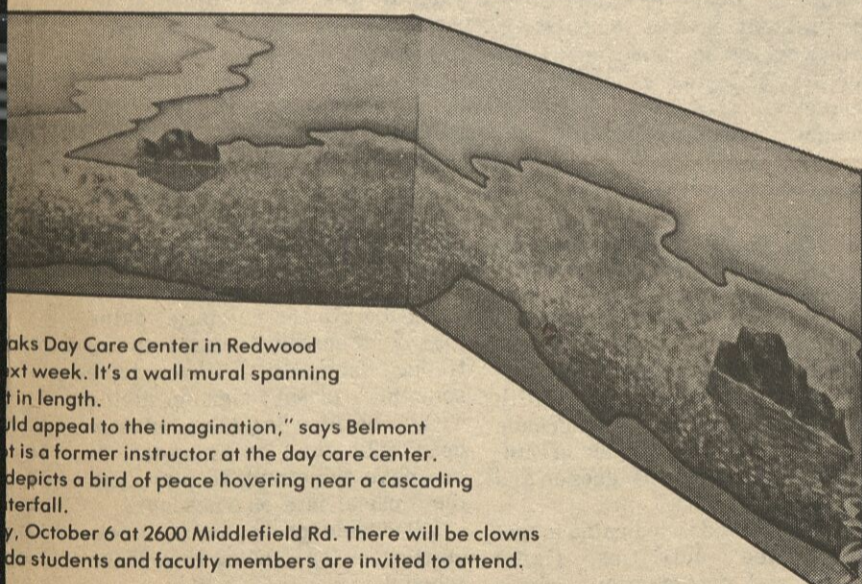 aks Day Care Center in Redwood
xt week. It's a wall mural spanning
t in length.
uld appeal to the imagination," says Belmont
t is a former instructor at the day care center.
depicts a bird of peace hovering near a cascading
terfall.
y, October 6 at 2600 Middlefield Rd. There will be clowns
da students and faculty members are invited to attend.